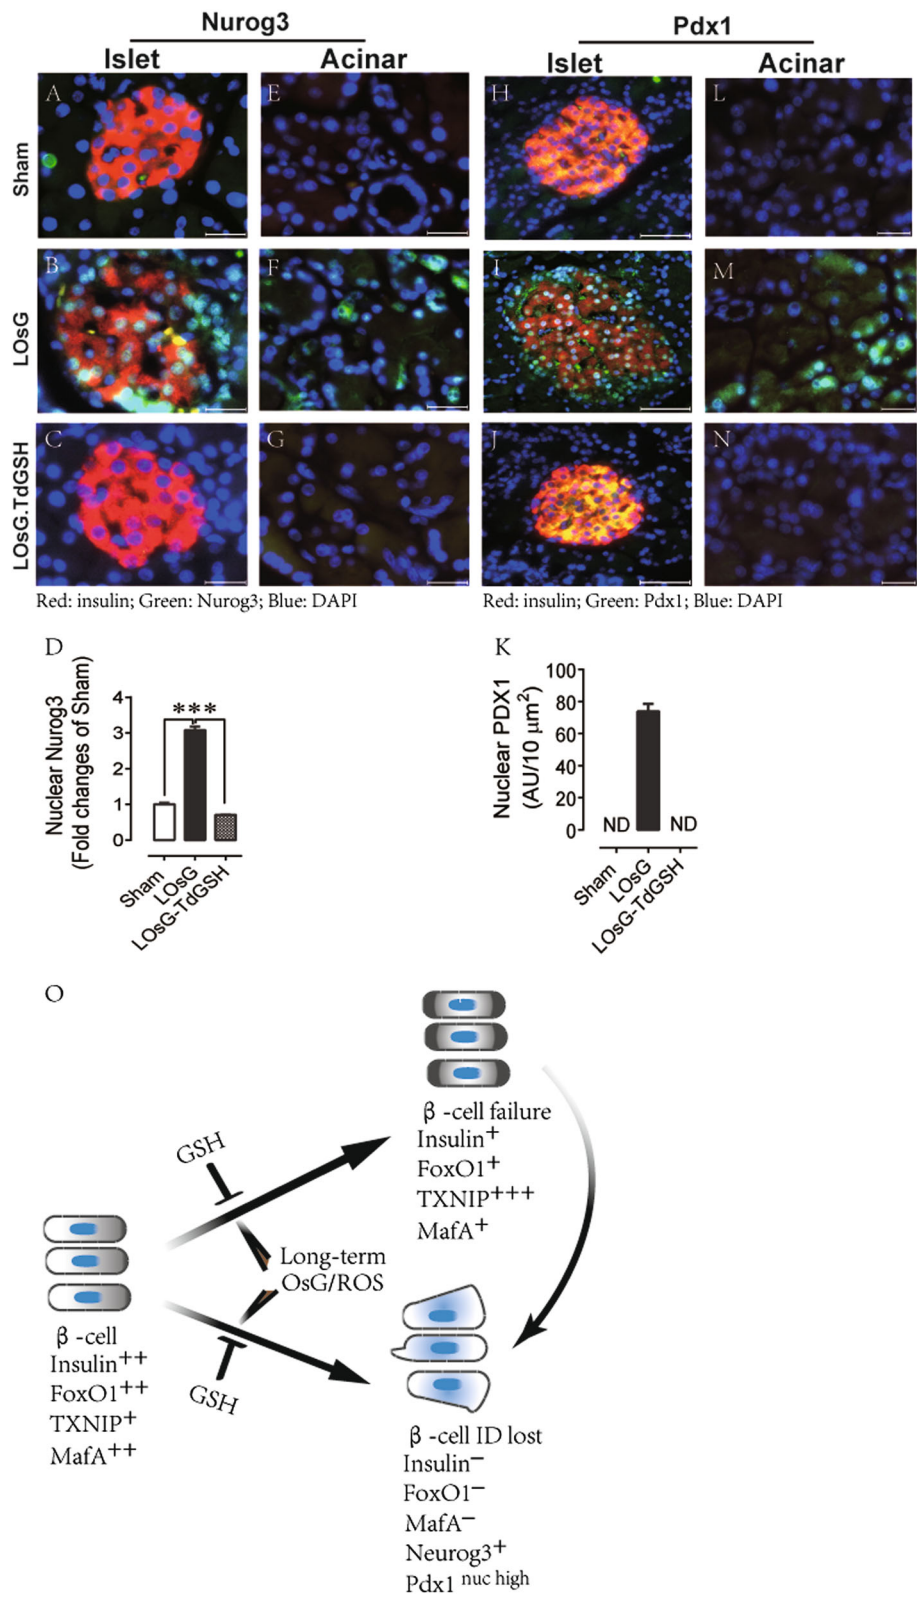 Nurog3
Pdx1
Islet
Acinar
Islet
Acinar
Sham
A
E
H
L
LOsG
B
F
I
M
LOsG.TdGSH
C
G
J
N
Red: insulin; Green: Nurog3; Blue: DAPI
Red: insulin; Green: Pdx1; Blue: DAPI
D
Nuclear Nurog3
(Fold changes of Sham)
4
3
2
1
0
***
Sham
LOsG
LOsG-TdGSH
K
Nuclear PDX1
(AU/10 μm²)
100
80
60
40
20
0
ND
ND
Sham
LOsG
LOsG-TdGSH
O
β -cell failure
Insulin⁺
FoxO1⁺
TXNIP⁺⁺⁺
MafA⁺
GSH
Long-term
OsG/ROS
GSH
β -cell
Insulin⁺⁺
FoxO1⁺⁺
TXNIP⁺
MafA⁺⁺
β -cell ID lost
Insulin⁻
FoxO1⁻
MafA⁻
Neurog3⁺
Pdx1 nuc high